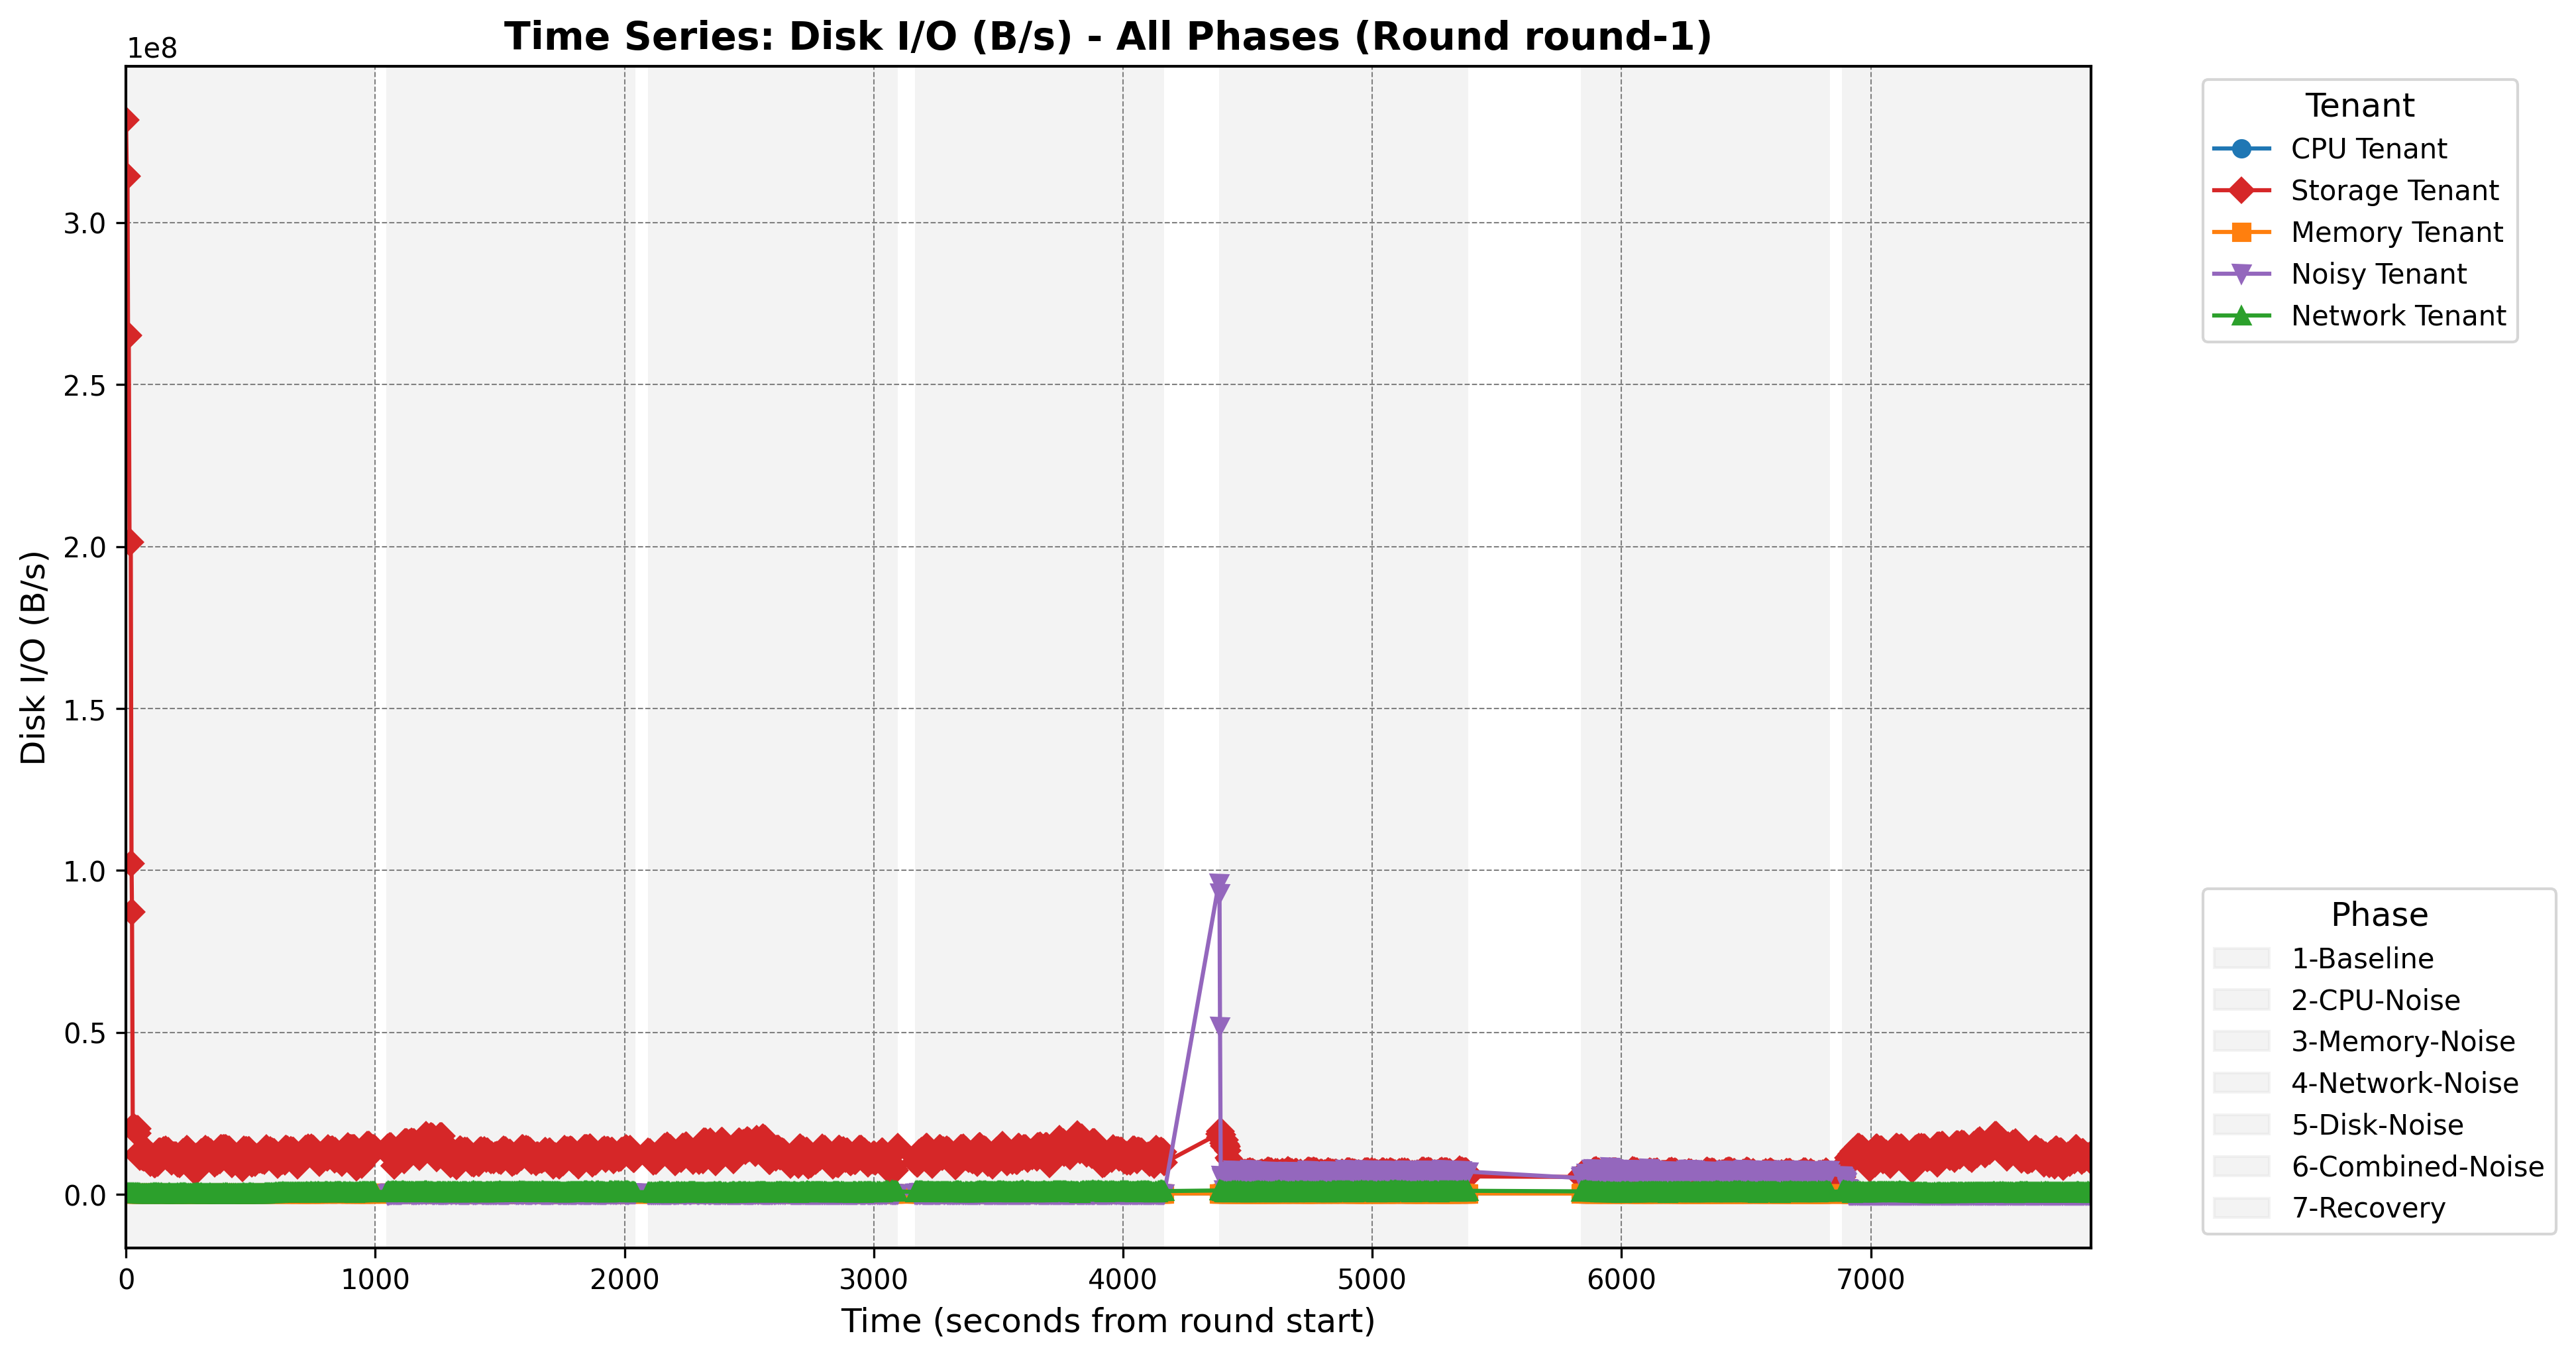 Time Series: Disk I/O (B/s) - All Phases (Round round-1)
1e8
3.0
2.5
2.0
1.5
1.0
0.5
0.0
Disk I/O (B/s)
0 1000 2000 3000 4000 5000 6000 7000
Time (seconds from round start)
Tenant
CPU Tenant
Storage Tenant
Memory Tenant
Noisy Tenant
Network Tenant
Phase
1-Baseline
2-CPU-Noise
3-Memory-Noise
4-Network-Noise
5-Disk-Noise
6-Combined-Noise
7-Recovery